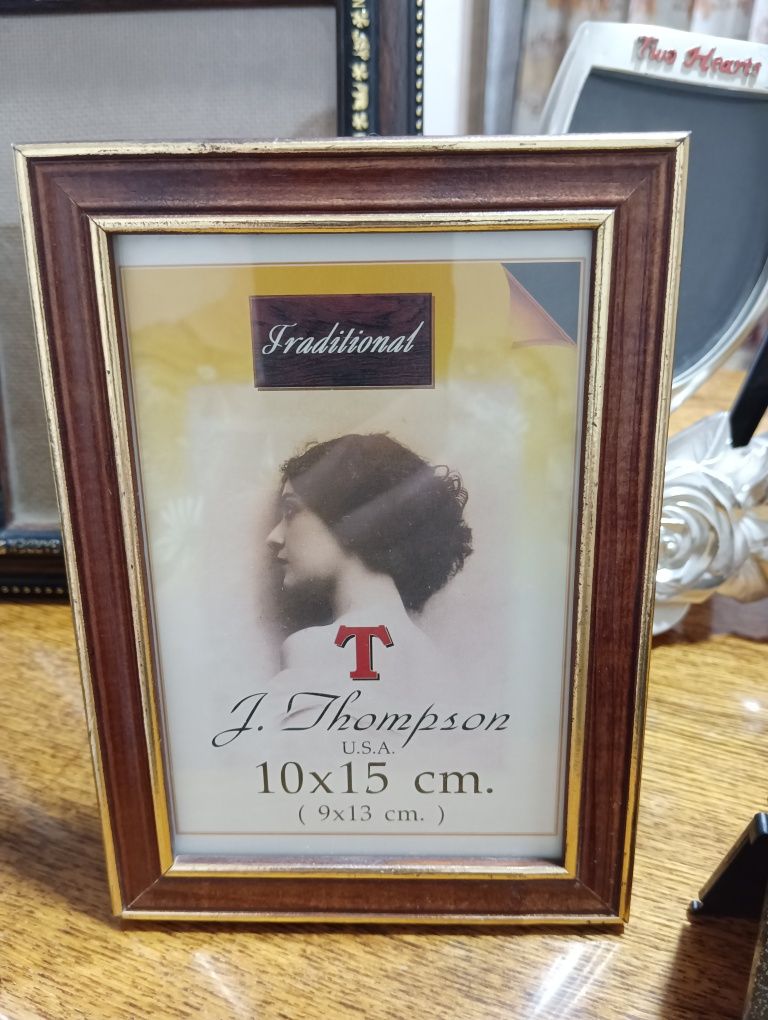 Two Hearts
Traditional
T
J. Thompson
U.S.A.
10x15 cm.
( 9x13 cm. )